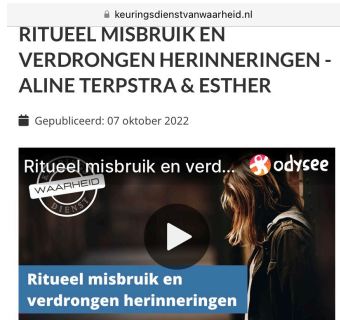 keuringsdienstvanwaarheid.nl
RITUEEL MISBRUIK EN
VERDRONGEN HERINNERINGEN -
ALINE TERPSTRA & ESTHER
Gepubliceerd: 07 oktober 2022
Ritueel misbruik en verd... odysee
WAARHEID
DIENST
Ritueel misbruik en
verdrongen herinneringen